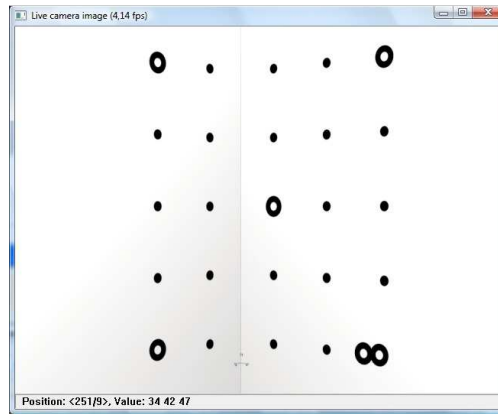 Live camera image (4,14 fps)
Position: <251/9>, Value: 34 42 47